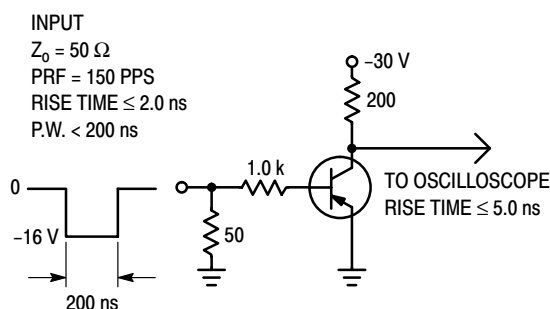 INPUT
Zo = 50 Ω
PRF = 150 PPS
RISE TIME ≤ 2.0 ns
P.W. < 200 ns
−30 V
200
1.0 k
TO OSCILLOSCOPE
RISE TIME ≤ 5.0 ns
0
50
−16 V
200 ns